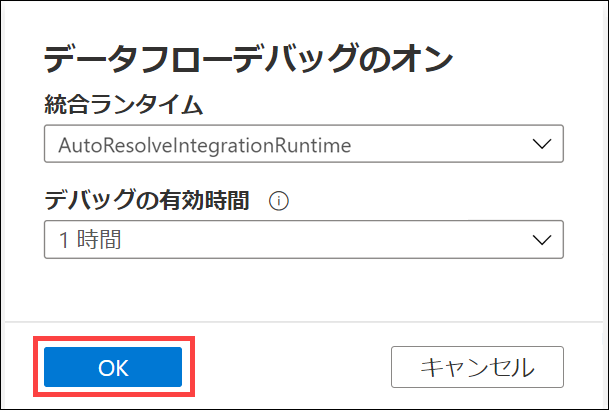 データフローデバッグのオン
統合ランタイム
AutoResolveIntegrationRuntime
デバッグの有効時間
1 時間
OK
キャンセル